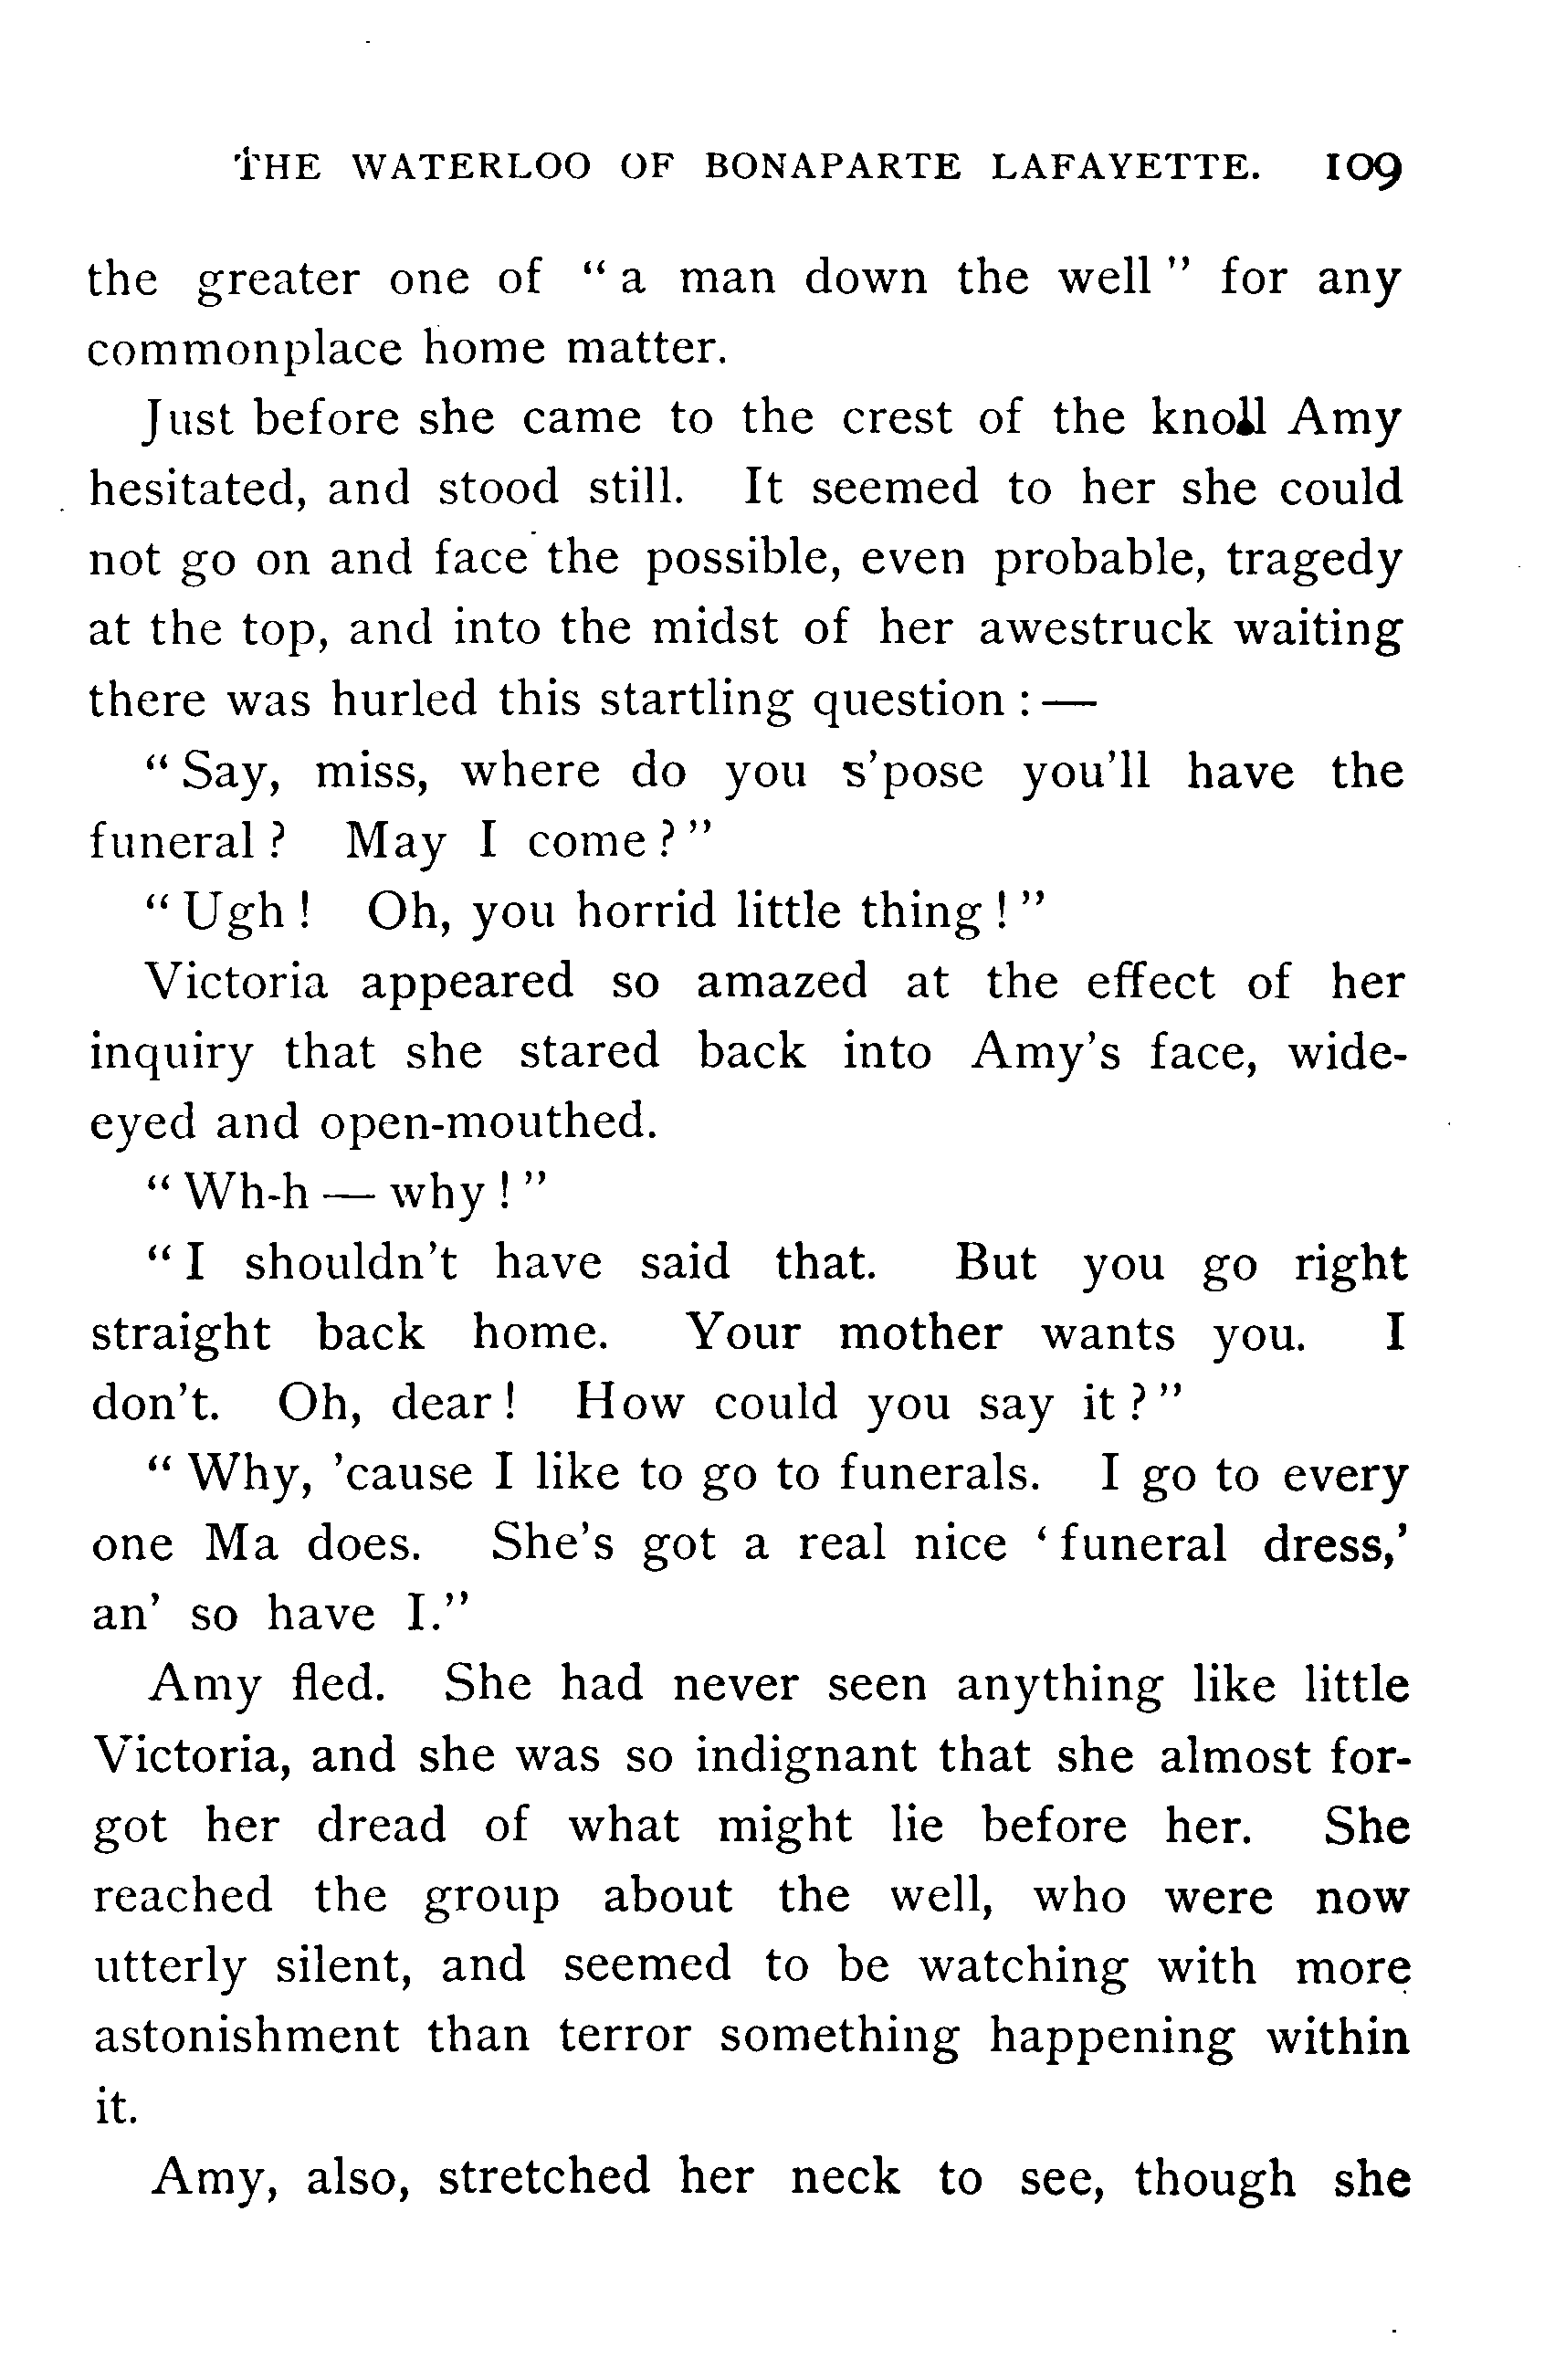 THE WATERLOO OF BONAPARTE LAFAYETTE. 109
the greater one of “ a man down the well ” for any
commonplace home matter.
Just before she came to the crest of the knoll Amy
hesitated, and stood still. It seemed to her she could
not go on and face the possible, even probable, tragedy
at the top, and into the midst of her awestruck waiting
there was hurled this startling question : —
“ Say, miss, where do you s’pose you’ll have the
funeral ? May I come ? ”
“ Ugh ! Oh, you horrid little thing ! ”
Victoria appeared so amazed at the effect of her
inquiry that she stared back into Amy’s face, wide-
eyed and open-mouthed.
“ Wh-h — why ! ”
“ I shouldn’t have said that. But you go right
straight back home. Your mother wants you. I
don’t. Oh, dear ! How could you say it ? ”
“ Why, ’cause I like to go to funerals. I go to every
one Ma does. She’s got a real nice ‘ funeral dress,’
an’ so have I.”
Amy fled. She had never seen anything like little
Victoria, and she was so indignant that she almost for-
got her dread of what might lie before her. She
reached the group about the well, who were now
utterly silent, and seemed to be watching with more
astonishment than terror something happening within
it.
Amy, also, stretched her neck to see, though she